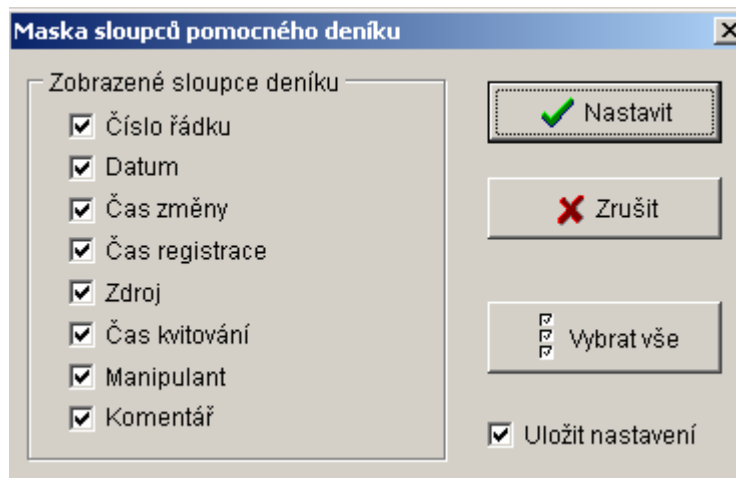 Maska sloupců pomocného deníku
Zobrazené sloupce deníku
Číslo řádku
Datum
Čas změny
Čas registrace
Zdroj
Čas kvitování
Manipulant
Komentář
Nastavit
Zrušit
Vybrat vše
Uložit nastavení